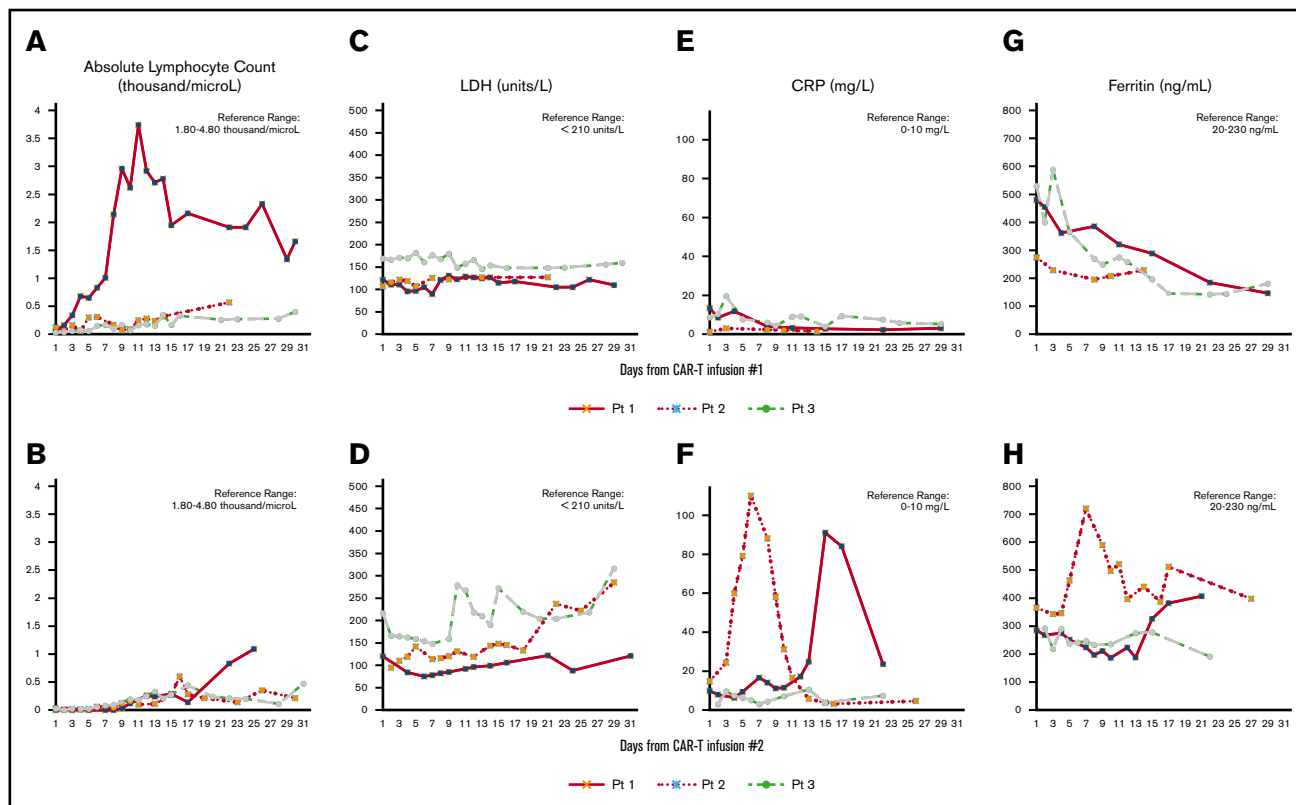 A
Absolute Lymphocyte Count
(thousand/microL)
Reference Range:
1.80-4.80 thousand/microL
4
3.5
3
2.5
2
1.5
1
0.5
0
1 3 5 7 9 11 13 15 17 19 21 23 25 27 29 31
C
LDH (units/L)
Reference Range:
< 210 units/L
500
450
400
350
300
250
200
150
100
50
0
1 3 5 7 9 11 13 15 17 19 21 23 25 27 29 31
E
CRP (mg/L)
Reference Range:
0-10 mg/L
100
80
60
40
20
0
1 3 5 7 9 11 13 15 17 19 21 23 25 27 29 31
G
Ferritin (ng/mL)
Reference Range:
20-230 ng/mL
800
700
600
500
400
300
200
100
0
1 3 5 7 9 11 13 15 17 19 21 23 25 27 29 31
Days from CAR-T infusion #1
Pt 1 Pt 2 Pt 3
B
Reference Range:
1.80-4.80 thousand/microL
4
3.5
3
2.5
2
1.5
1
0.5
0
1 3 5 7 9 11 13 15 17 19 21 23 25 27 29 31
D
Reference Range:
< 210 units/L
500
450
400
350
300
250
200
150
100
50
0
1 3 5 7 9 11 13 15 17 19 21 23 25 27 29 31
F
Reference Range:
0-10 mg/L
100
80
60
40
20
0
1 3 5 7 9 11 13 15 17 19 21 23 25 27 29 31
H
Reference Range:
20-230 ng/mL
800
700
600
500
400
300
200
100
0
1 3 5 7 9 11 13 15 17 19 21 23 25 27 29 31
Days from CAR-T infusion #2
Pt 1 Pt 2 Pt 3